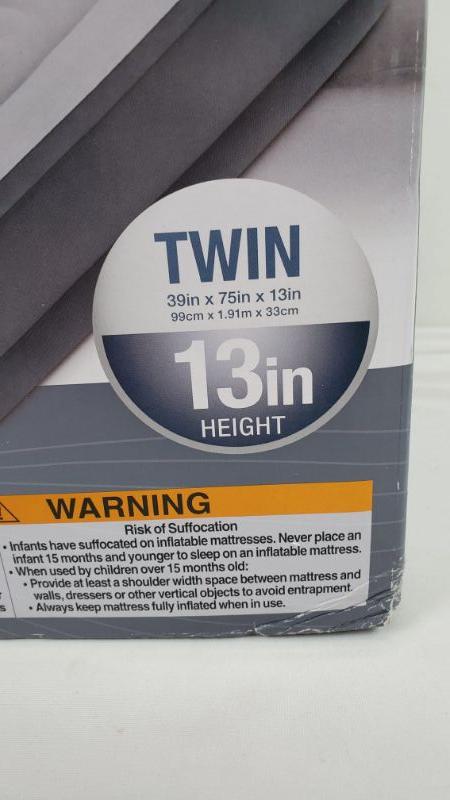 TWIN
39in x 75in x 13in
99cm x 1.91m x 33cm
13in
HEIGHT
WARNING
Risk of Suffocation
• Infants have suffocated on inflatable mattresses. Never place an
infant 15 months and younger to sleep on an inflatable mattress.
• When used by children over 15 months old:
• Provide at least a shoulder width space between mattress and
walls, dressers or other vertical objects to avoid entrapment.
• Always keep mattress fully inflated when in use.